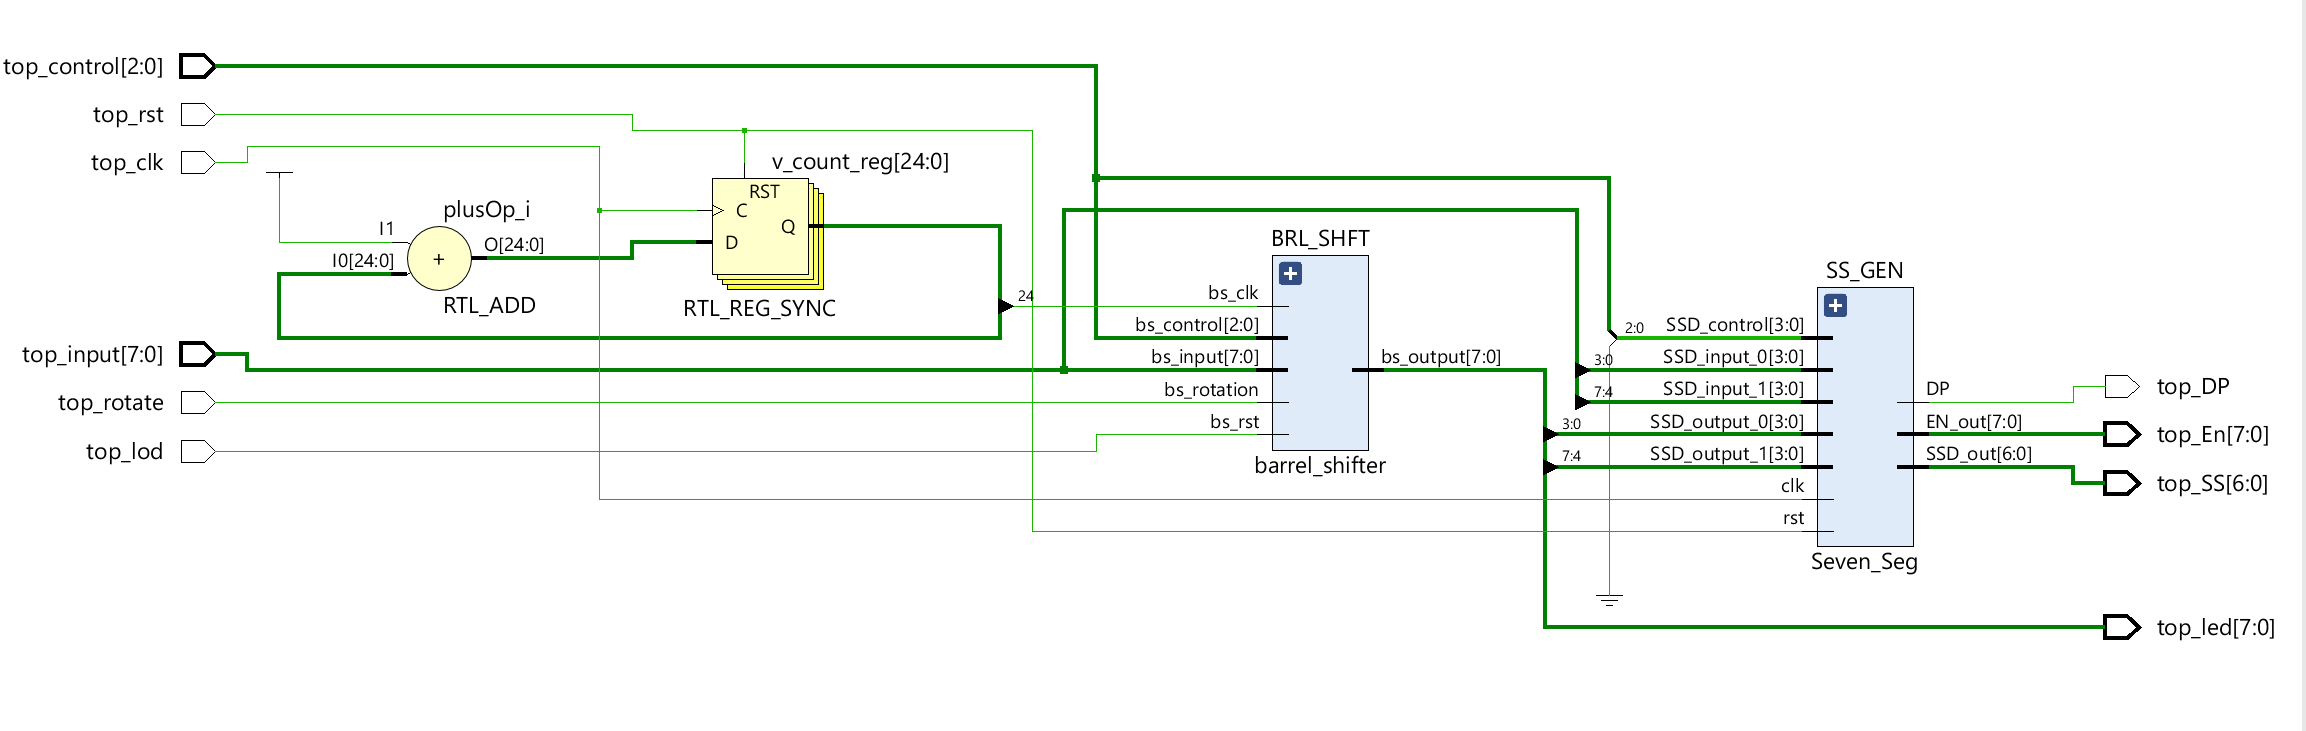 top_control[2:0]
top_rst
top_clk
v_count_reg[24:0]
RST
C
Q
D
RTL_REG_SYNC
plusOp_i
I1
O[24:0]
I0[24:0]
+
RTL_ADD
24
top_input[7:0]
top_rotate
top_lod
BRL_SHFT
bs_clk
bs_control[2:0]
bs_input[7:0]
bs_rotation
bs_rst
bs_output[7:0]
barrel_shifter
2:0
3:0
7:4
3:0
7:4
SS_GEN
SSD_control[3:0]
SSD_input_0[3:0]
SSD_input_1[3:0]
SSD_output_0[3:0]
SSD_output_1[3:0]
clk
rst
DP
EN_out[7:0]
SSD_out[6:0]
Seven_Seg
top_DP
top_En[7:0]
top_SS[6:0]
top_led[7:0]